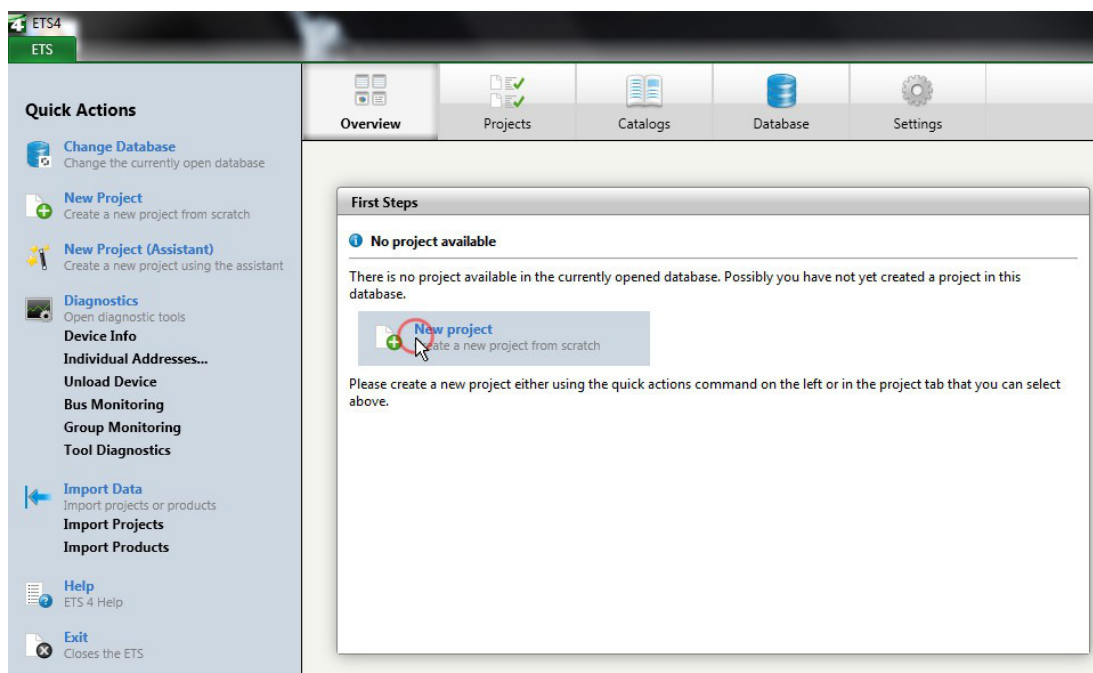 ETS4
ETS
Quick Actions
Change Database
Change the currently open database
New Project
Create a new project from scratch
New Project (Assistant)
Create a new project using the assistant
Diagnostics
Open diagnostic tools
Device Info
Individual Addresses...
Unload Device
Bus Monitoring
Group Monitoring
Tool Diagnostics
Import Data
Import projects or products
Import Projects
Import Products
Help
ETS 4 Help
Exit
Closes the ETS
Overview
Projects
Catalogs
Database
Settings
First Steps
No project available
There is no project available in the currently opened database. Possibly you have not yet created a project in this
database.
New project
Create a new project from scratch
Please create a new project either using the quick actions command on the left or in the project tab that you can select
above.